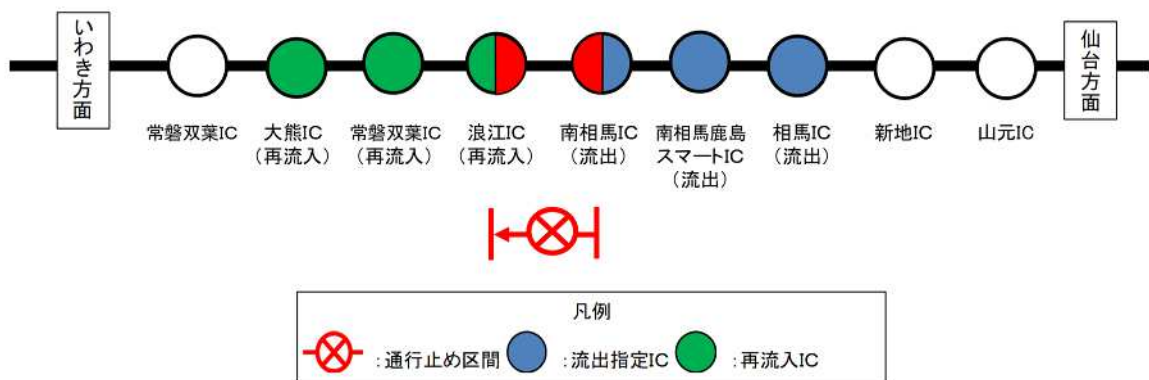 いわき方面
仙台方面
常磐双葉IC
大熊IC
(再流入)
常磐双葉IC
(再流入)
浪江IC
(再流入)
南相馬IC
(流出)
南相馬鹿島
スマートIC
(流出)
相馬IC
(流出)
新地IC
山元IC
凡例
:通行止め区間
:流出指定IC
:再流入IC